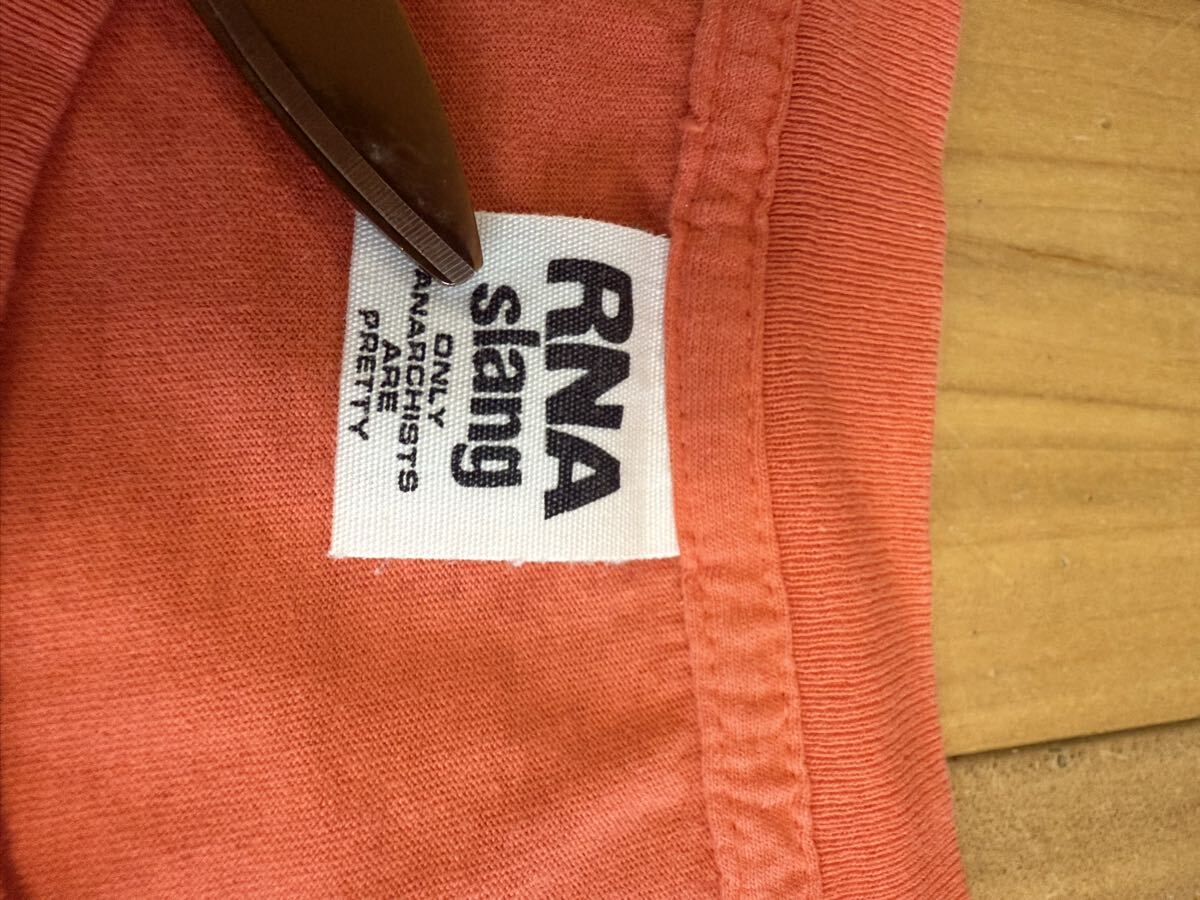 RNA
slang
ONLY
ANARCHISTS
ARE
PRETTY